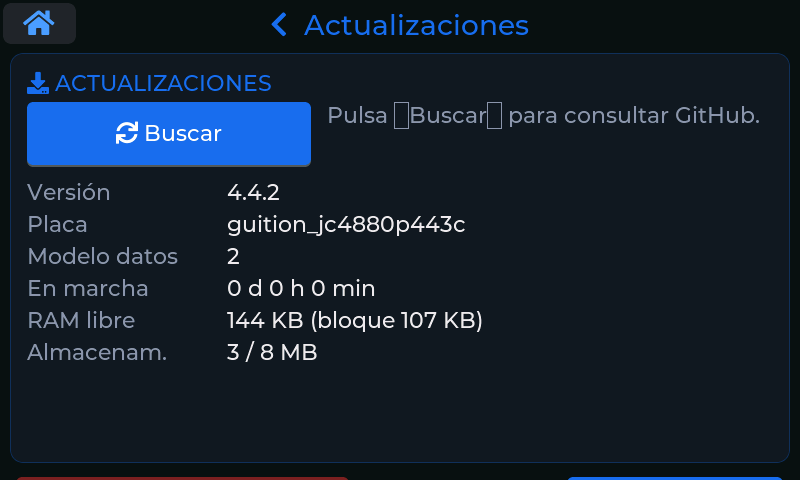 Actualizaciones
ACTUALIZACIONES
Buscar
Pulsa □Buscar□ para consultar GitHub.
Versión 4.4.2
Placa guition_jc4880p443c
Modelo datos 2
En marcha 0 d 0 h 0 min
RAM libre 144 KB (bloque 107 KB)
Almacenam. 3 / 8 MB